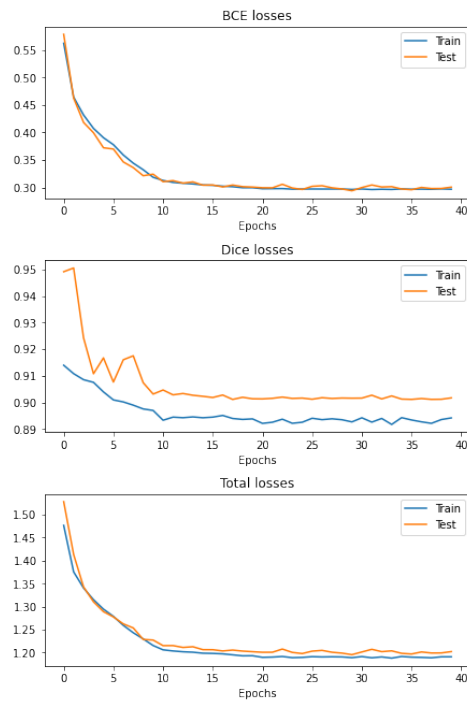 BCE losses
Train
Test
0.55
0.50
0.45
0.40
0.35
0.30
0 5 10 15 20 25 30 35 40
Epochs
Dice losses
Train
Test
0.95
0.94
0.93
0.92
0.91
0.90
0.89
0 5 10 15 20 25 30 35 40
Epochs
Total losses
Train
Test
1.50
1.45
1.40
1.35
1.30
1.25
1.20
0 5 10 15 20 25 30 35 40
Epochs